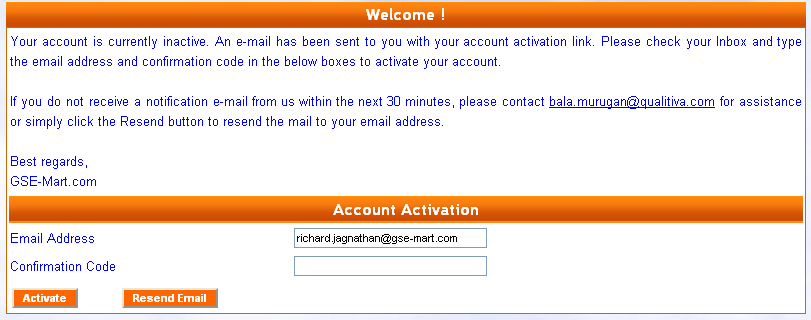 Welcome !
Your account is currently inactive. An e-mail has been sent to you with your account activation link. Please check your Inbox and type
the email address and confirmation code in the below boxes to activate your account.
If you do not receive a notification e-mail from us within the next 30 minutes, please contact bala.murugan@qualitiva.com for assistance
or simply click the Resend button to resend the mail to your email address.
Best regards,
GSE-Mart.com
Account Activation
Email Address richard.jagnathan@gse-mart.com
Confirmation Code
Activate Resend Email